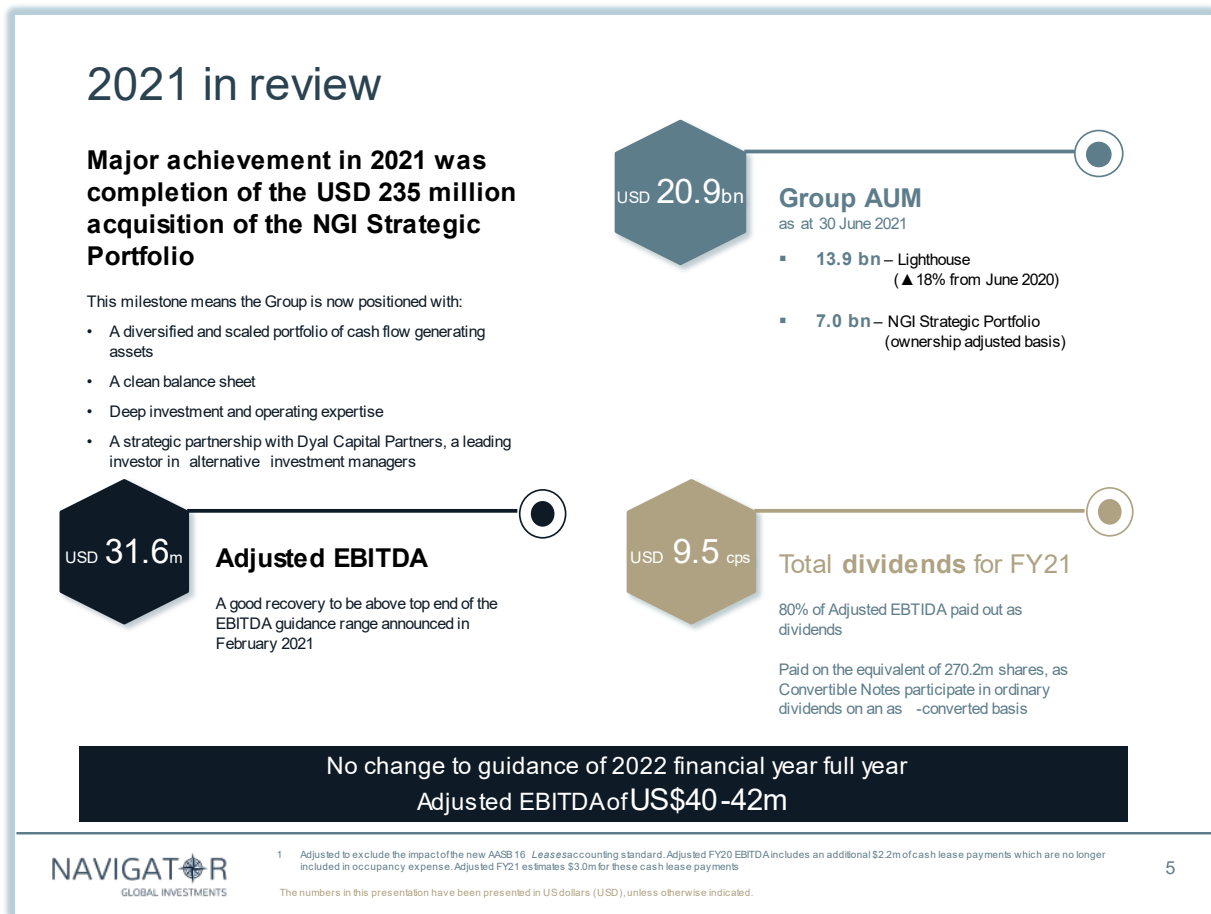 2021 in review
Major achievement in 2021 was
completion of the USD 235 million
acquisition of the NGI Strategic
Portfolio
This milestone means the Group is now positioned with:
• A diversified and scaled portfolio of cash flow generating
assets
• A clean balance sheet
• Deep investment and operating expertise
• A strategic partnership with Dyal Capital Partners, a leading
investor in alternative investment managers
USD 20.9bn
Group AUM
as at 30 June 2021
▪ 13.9 bn – Lighthouse
(▲18% from June 2020)
▪ 7.0 bn – NGI Strategic Portfolio
(ownership adjusted basis)
USD 31.6m
Adjusted EBITDA
A good recovery to be above top end of the
EBITDA guidance range announced in
February 2021
USD 9.5 cps
Total dividends for FY21
80% of Adjusted EBTIDA paid out as
dividends
Paid on the equivalent of 270.2m shares, as
Convertible Notes participate in ordinary
dividends on an as -converted basis
No change to guidance of 2022 financial year full year
Adjusted EBITDA of US$40-42m
NAVIGATOR
GLOBAL INVESTMENTS
1 Adjusted to exclude the impact of the new AASB 16 Leases accounting standard. Adjusted FY20 EBITDA includes an additional $2.2m of cash lease payments which are no longer
included in occupancy expense. Adjusted FY21 estimates $3.0m for these cash lease payments
The numbers in this presentation have been presented in US dollars (USD), unless otherwise indicated.
5